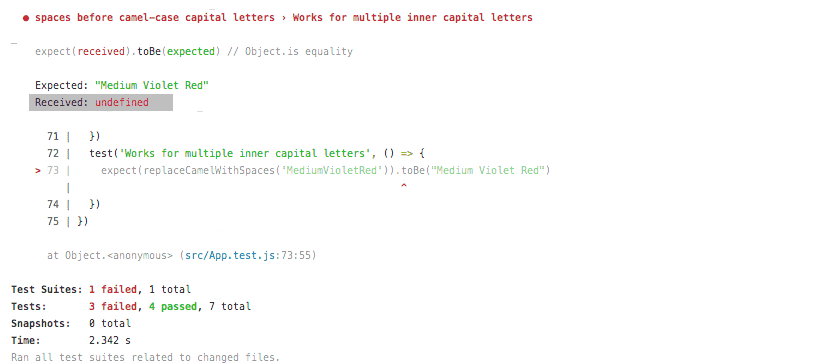 ● spaces before camel-case capital letters › Works for multiple inner capital letters
expect(received).toBe(expected) // Object.is equality
Expected: "Medium Violet Red"
Received: undefined
71 |   })
72 |   test('Works for multiple inner capital letters', () => {
> 73 |     expect(replaceCamelWithSpaces('MediumVioletRed')).toBe("Medium Violet Red")
|                                                       ^
74 |   })
75 | })
at Object.<anonymous> (src/App.test.js:73:55)
Test Suites: 1 failed, 1 total
Tests:       3 failed, 4 passed, 7 total
Snapshots:   0 total
Time:        2.342 s
Ran all test suites related to changed files.